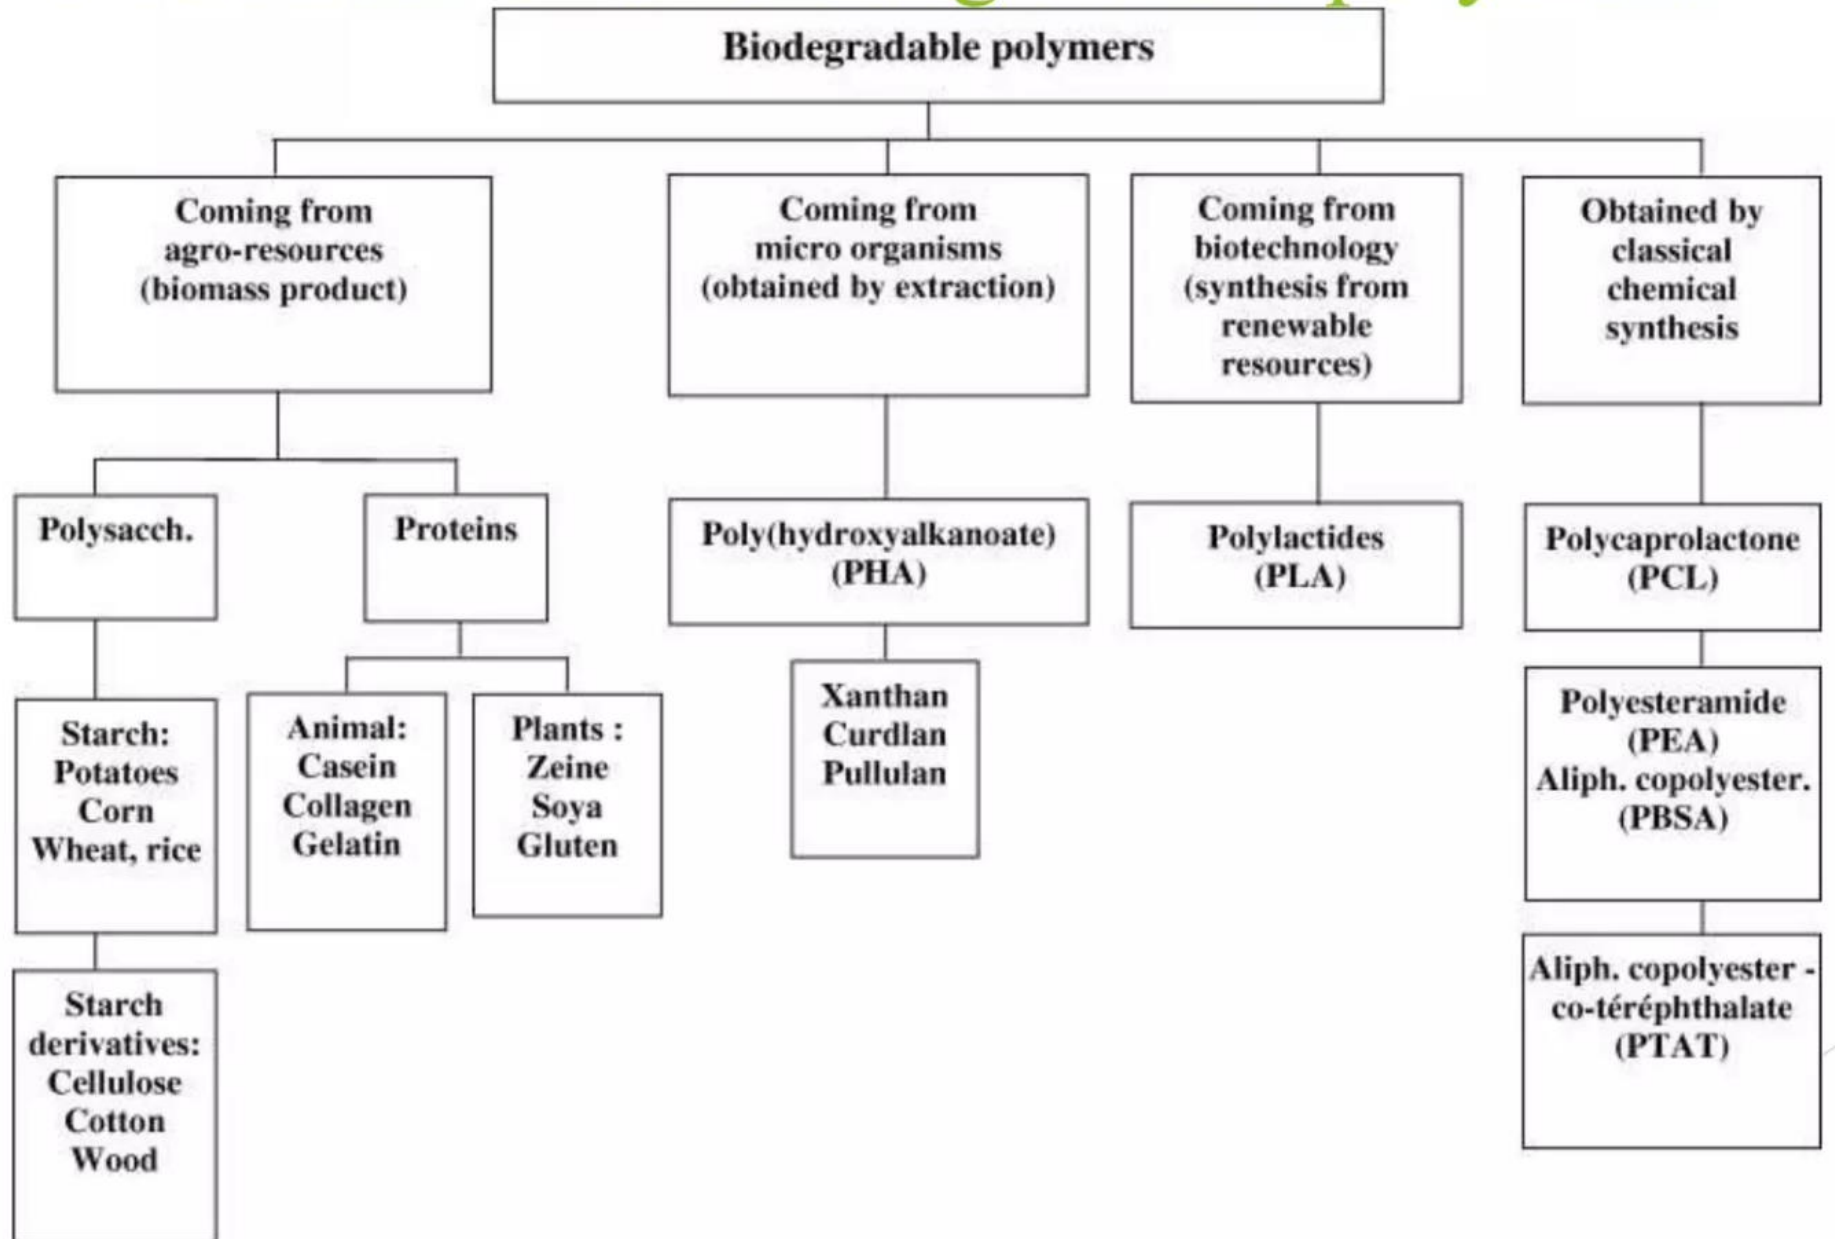 Biodegradable polymers
Coming from
agro-resources
(biomass product)
Coming from
micro organisms
(obtained by extraction)
Coming from
biotechnology
(synthesis from
renewable
resources)
Obtained by
classical
chemical
synthesis
Polysacch.
Proteins
Poly(hydroxyalkanoate)
(PHA)
Polylactides
(PLA)
Polycaprolactone
(PCL)
Starch:
Potatoes
Corn
Wheat, rice
Animal:
Casein
Collagen
Gelatin
Plants :
Zeine
Soya
Gluten
Xanthan
Curdlan
Pullulan
Polyesteramide
(PEA)
Aliph. copolyester.
(PBSA)
Starch
derivatives:
Cellulose
Cotton
Wood
Aliph. copolyester -
co-téréphthalate
(PTAT)